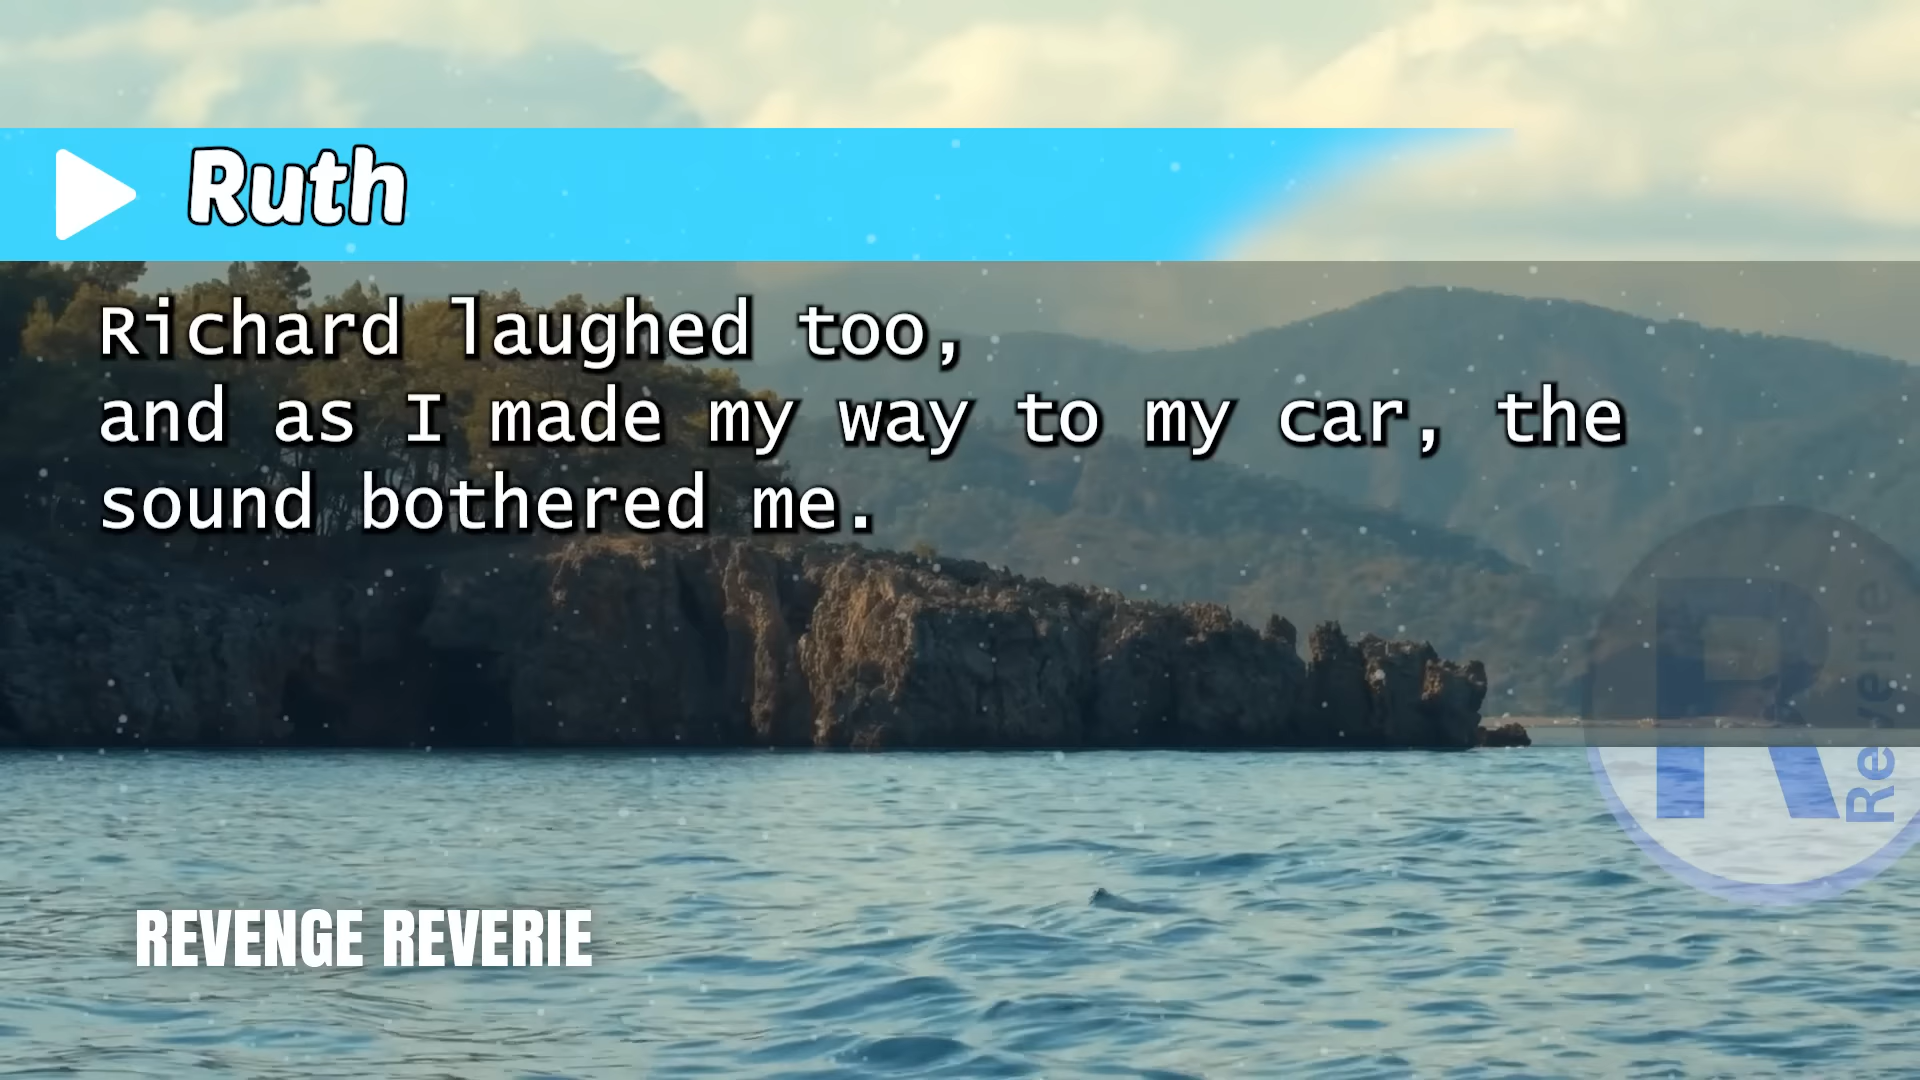 Ruth
Richard laughed too,
and as I made my way to my car, the
sound bothered me.
R
Reverie
REVENGE REVERIE